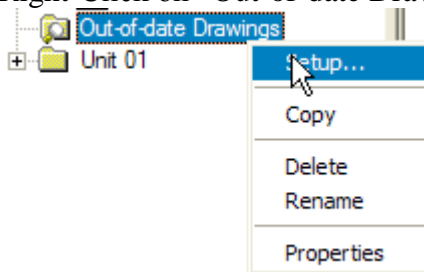 Out-of-date Drawings
Unit 01
Setup...
Copy
Delete
Rename
Properties